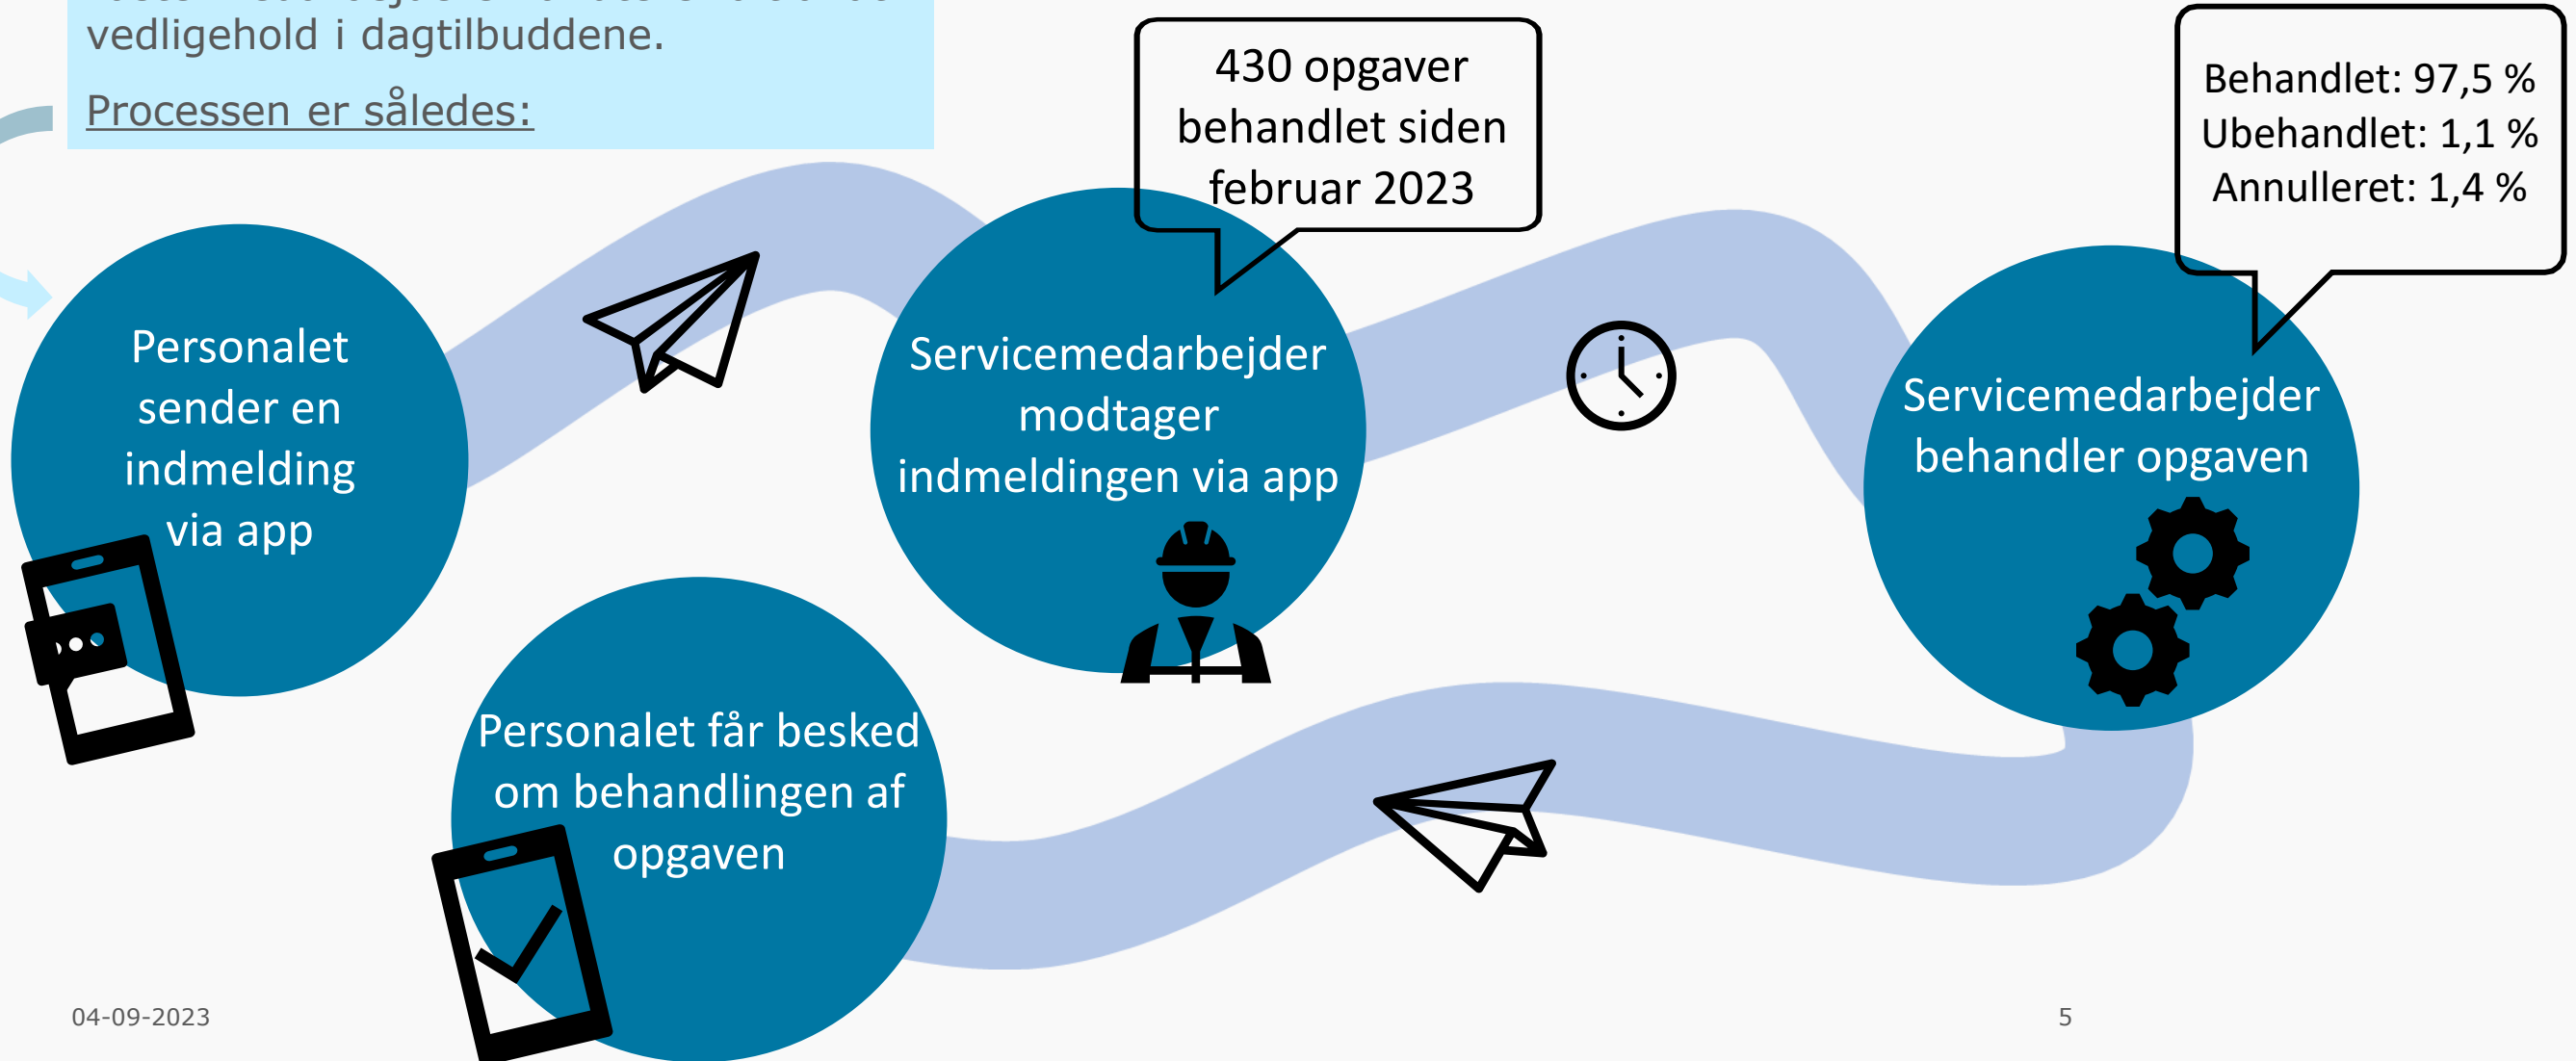 vedligehold i dagtilbuddene.
Processen er således:
430 opgaver
behandlet siden
februar 2023
Behandlet: 97,5 %
Ubehandlet: 1,1 %
Annulleret: 1,4 %
Personalet
sender en
indmelding
via app
Servicemedarbejder
modtager
indmeldingen via app
Servicemedarbejder
behandler opgaven
Personalet får besked
om behandlingen af
opgaven
04-09-2023
5